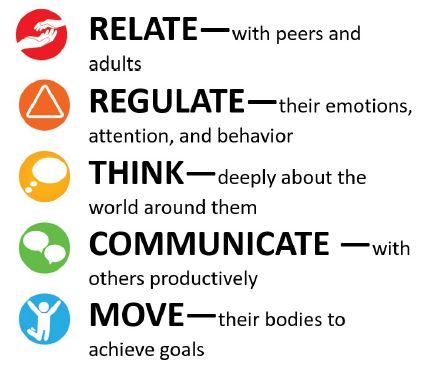 RELATE—with peers and
adults
REGULATE—their emotions,
attention, and behavior
THINK—deeply about the
world around them
COMMUNICATE —with
others productively
MOVE—their bodies to
achieve goals